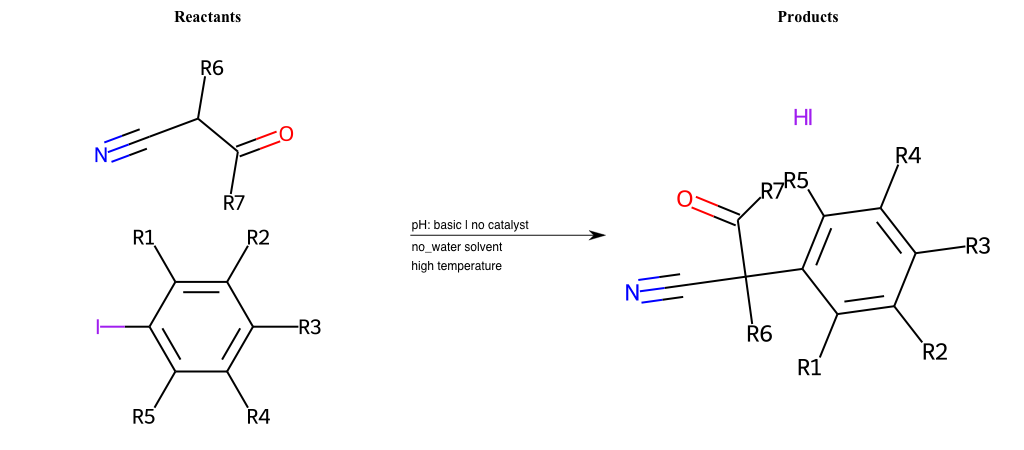 Reactants
Products
R6
N
O
R7
R1
R2
I
R3
R5
R4
pH: basic | no catalyst
no_water solvent
high temperature
HI
R4
O
R7
R5
R3
N
R6
R2
R1